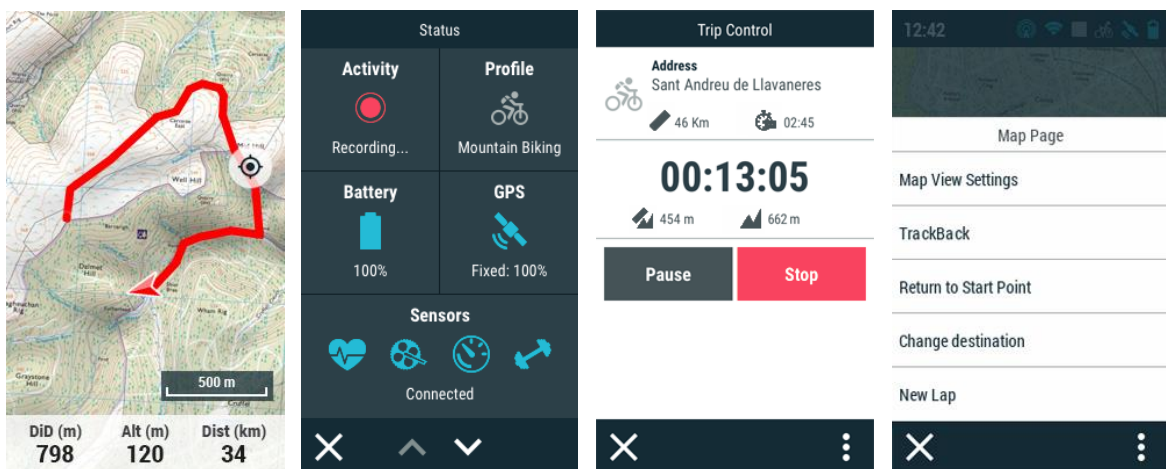 Well Hill
500 m
DiD (m) Alt (m) Dist (km)
798 120 34
Status
Activity Profile
Recording... Mountain Biking
Battery GPS
100% Fixed: 100%
Sensors
Connected
Trip Control
Address
Sant Andreu de Llavaneres
46 Km 02:45
00:13:05
454 m 662 m
Pause Stop
12:42
Map Page
Map View Settings
TrackBack
Return to Start Point
Change destination
New Lap